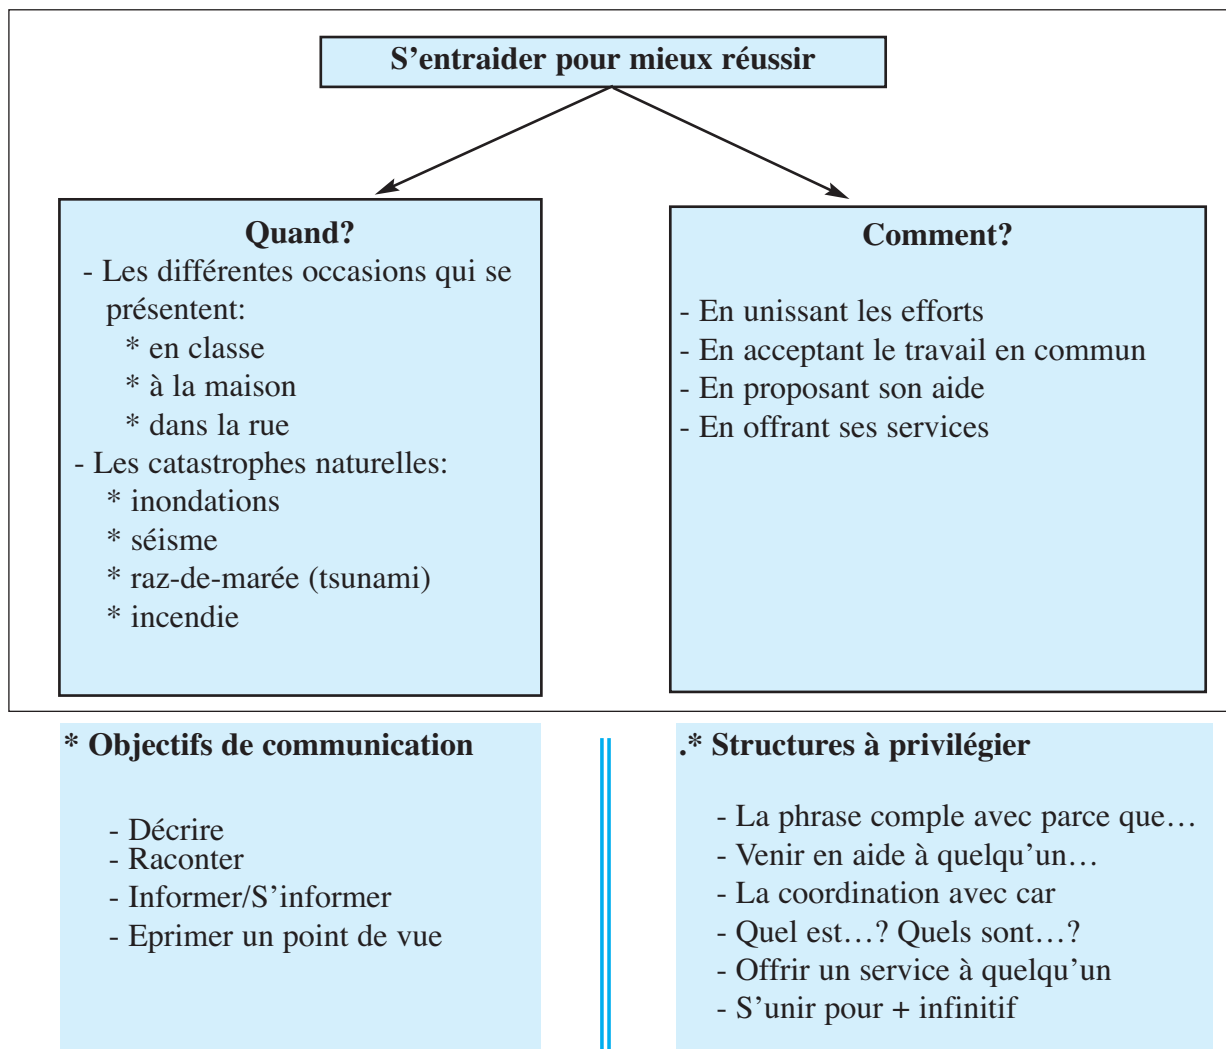 S’entraider pour mieux réussir
Quand?
- Les différentes occasions qui se
présentent:
* en classe
* à la maison
* dans la rue
- Les catastrophes naturelles:
* inondations
* séisme
* raz-de-marée (tsunami)
* incendie
Comment?
- En unissant les efforts
- En acceptant le travail en commun
- En proposant son aide
- En offrant ses services
* Objectifs de communication
- Décrire
- Raconter
- Informer/S’informer
- Eprimer un point de vue
.* Structures à privilégier
- La phrase comple avec parce que…
- Venir en aide à quelqu’un…
- La coordination avec car
- Quel est…? Quels sont…?
- Offrir un service à quelqu’un
- S’unir pour + infinitif